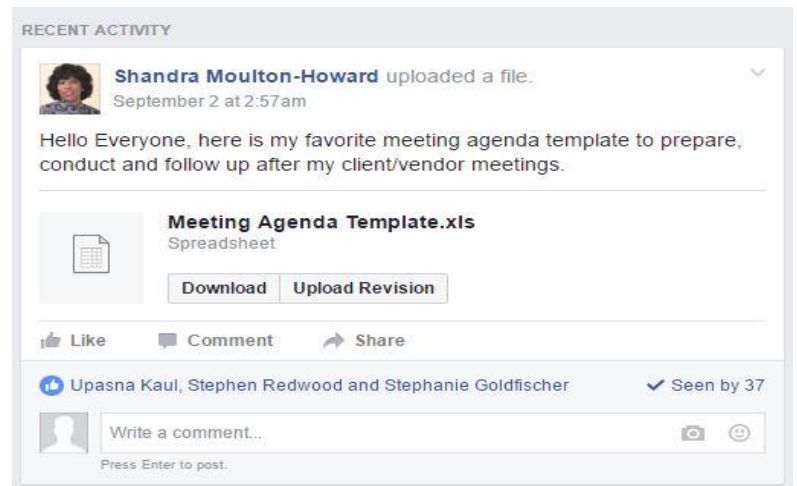 RECENT ACTIVITY
Shandra Moulton-Howard uploaded a file.
September 2 at 2:57am
Hello Everyone, here is my favorite meeting agenda template to prepare,
conduct and follow up after my client/vendor meetings.
Meeting Agenda Template.xls
Spreadsheet
Download Upload Revision
Like Comment Share
Upasna Kaul, Stephen Redwood and Stephanie Goldfischer Seen by 37
Write a comment...
Press Enter to post.